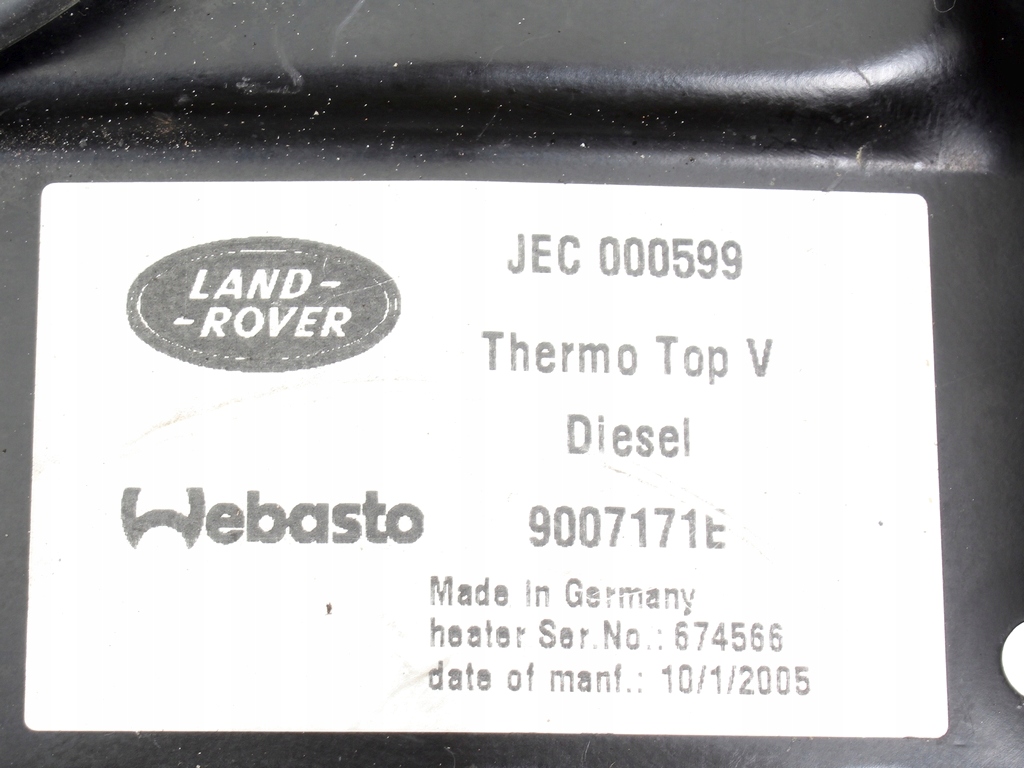 LAND-
-ROVER
JEC 000599
Thermo Top V
Diesel
Webasto
9007171E
Made In Germany
heater Ser.No.: 674566
date of manf.: 10/1/2005